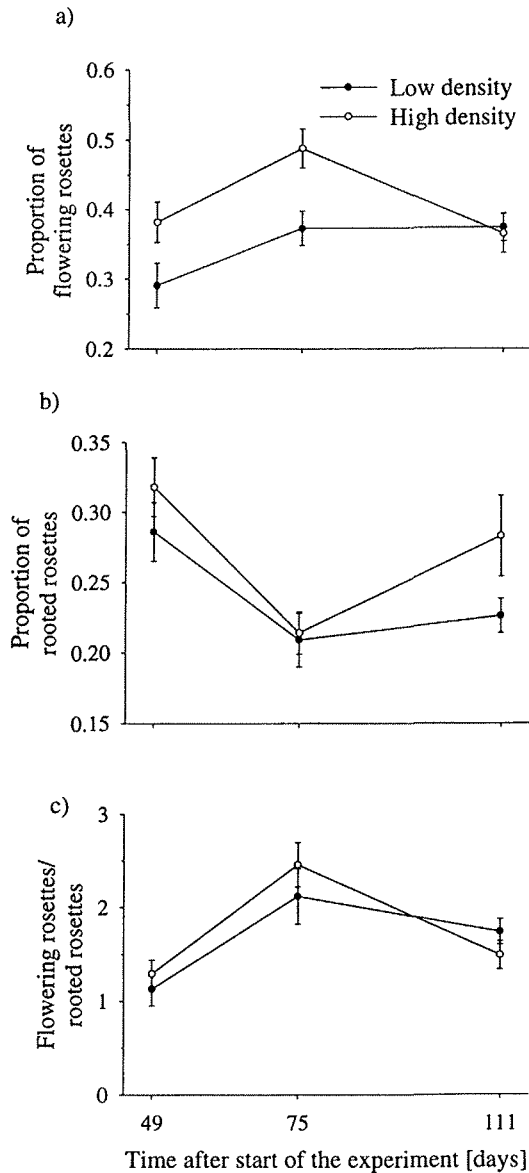 a)
0.6
0.5
0.4
0.3
0.2
Proportion of
flowering rosettes
Low density
High density
b)
0.35
0.30
0.25
0.20
0.15
Proportion of
rooted rosettes
c)
3
2
1
0
Flowering rosettes/
rooted rosettes
49 75 111
Time after start of the experiment [days]